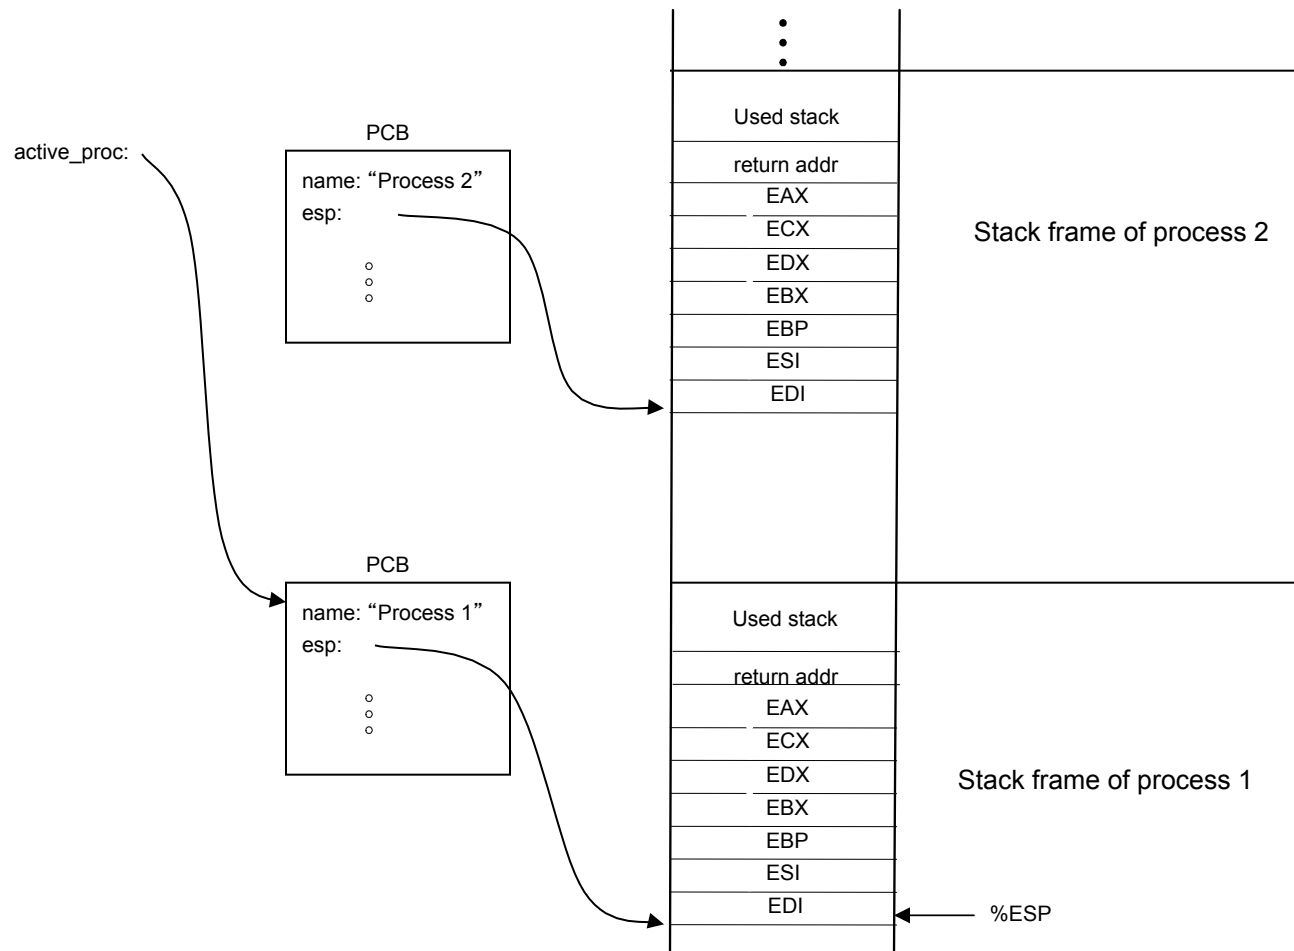 active_proc:
PCB
name: “Process 2”
esp:
Used stack
return addr
EAX
ECX
EDX
EBX
EBP
ESI
EDI
Stack frame of process 2
PCB
name: “Process 1”
esp:
Used stack
return addr
EAX
ECX
EDX
EBX
EBP
ESI
EDI
Stack frame of process 1
%ESP